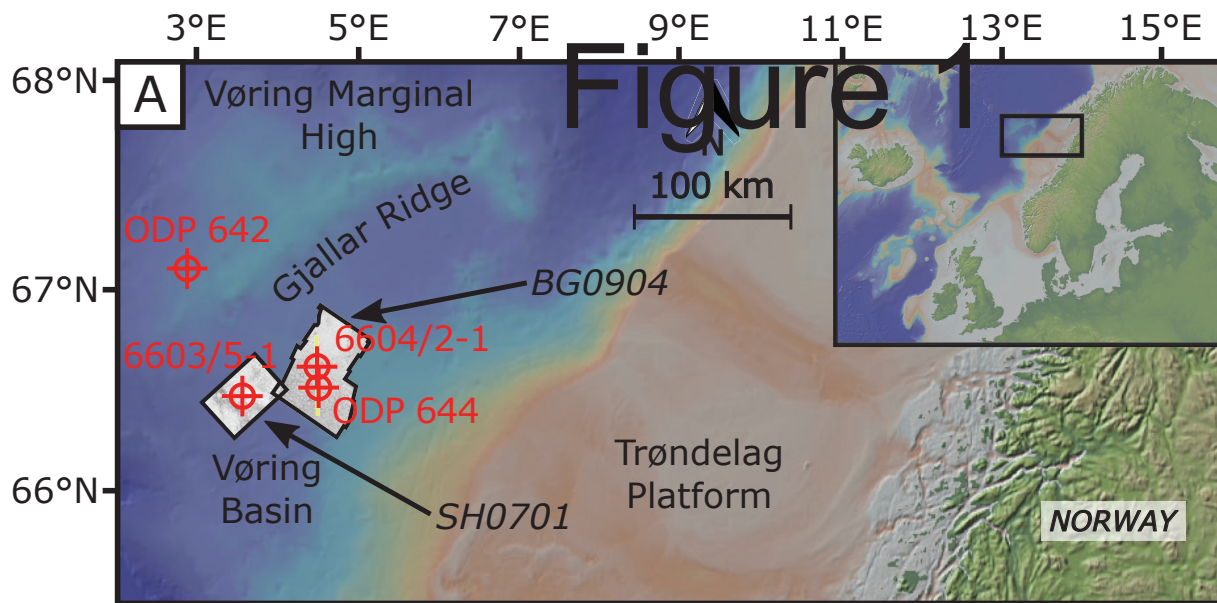 3°E 5°E 7°E 9°E 11°E 13°E 15°E
Figure 1
68°N
A
Vøring Marginal
High
N
100 km
Gjallar Ridge
ODP 642
67°N
BG0904
6604/2-1
6603/5-1
ODP 644
Vøring
Basin
Trøndelag
Platform
66°N
SH0701
NORWAY